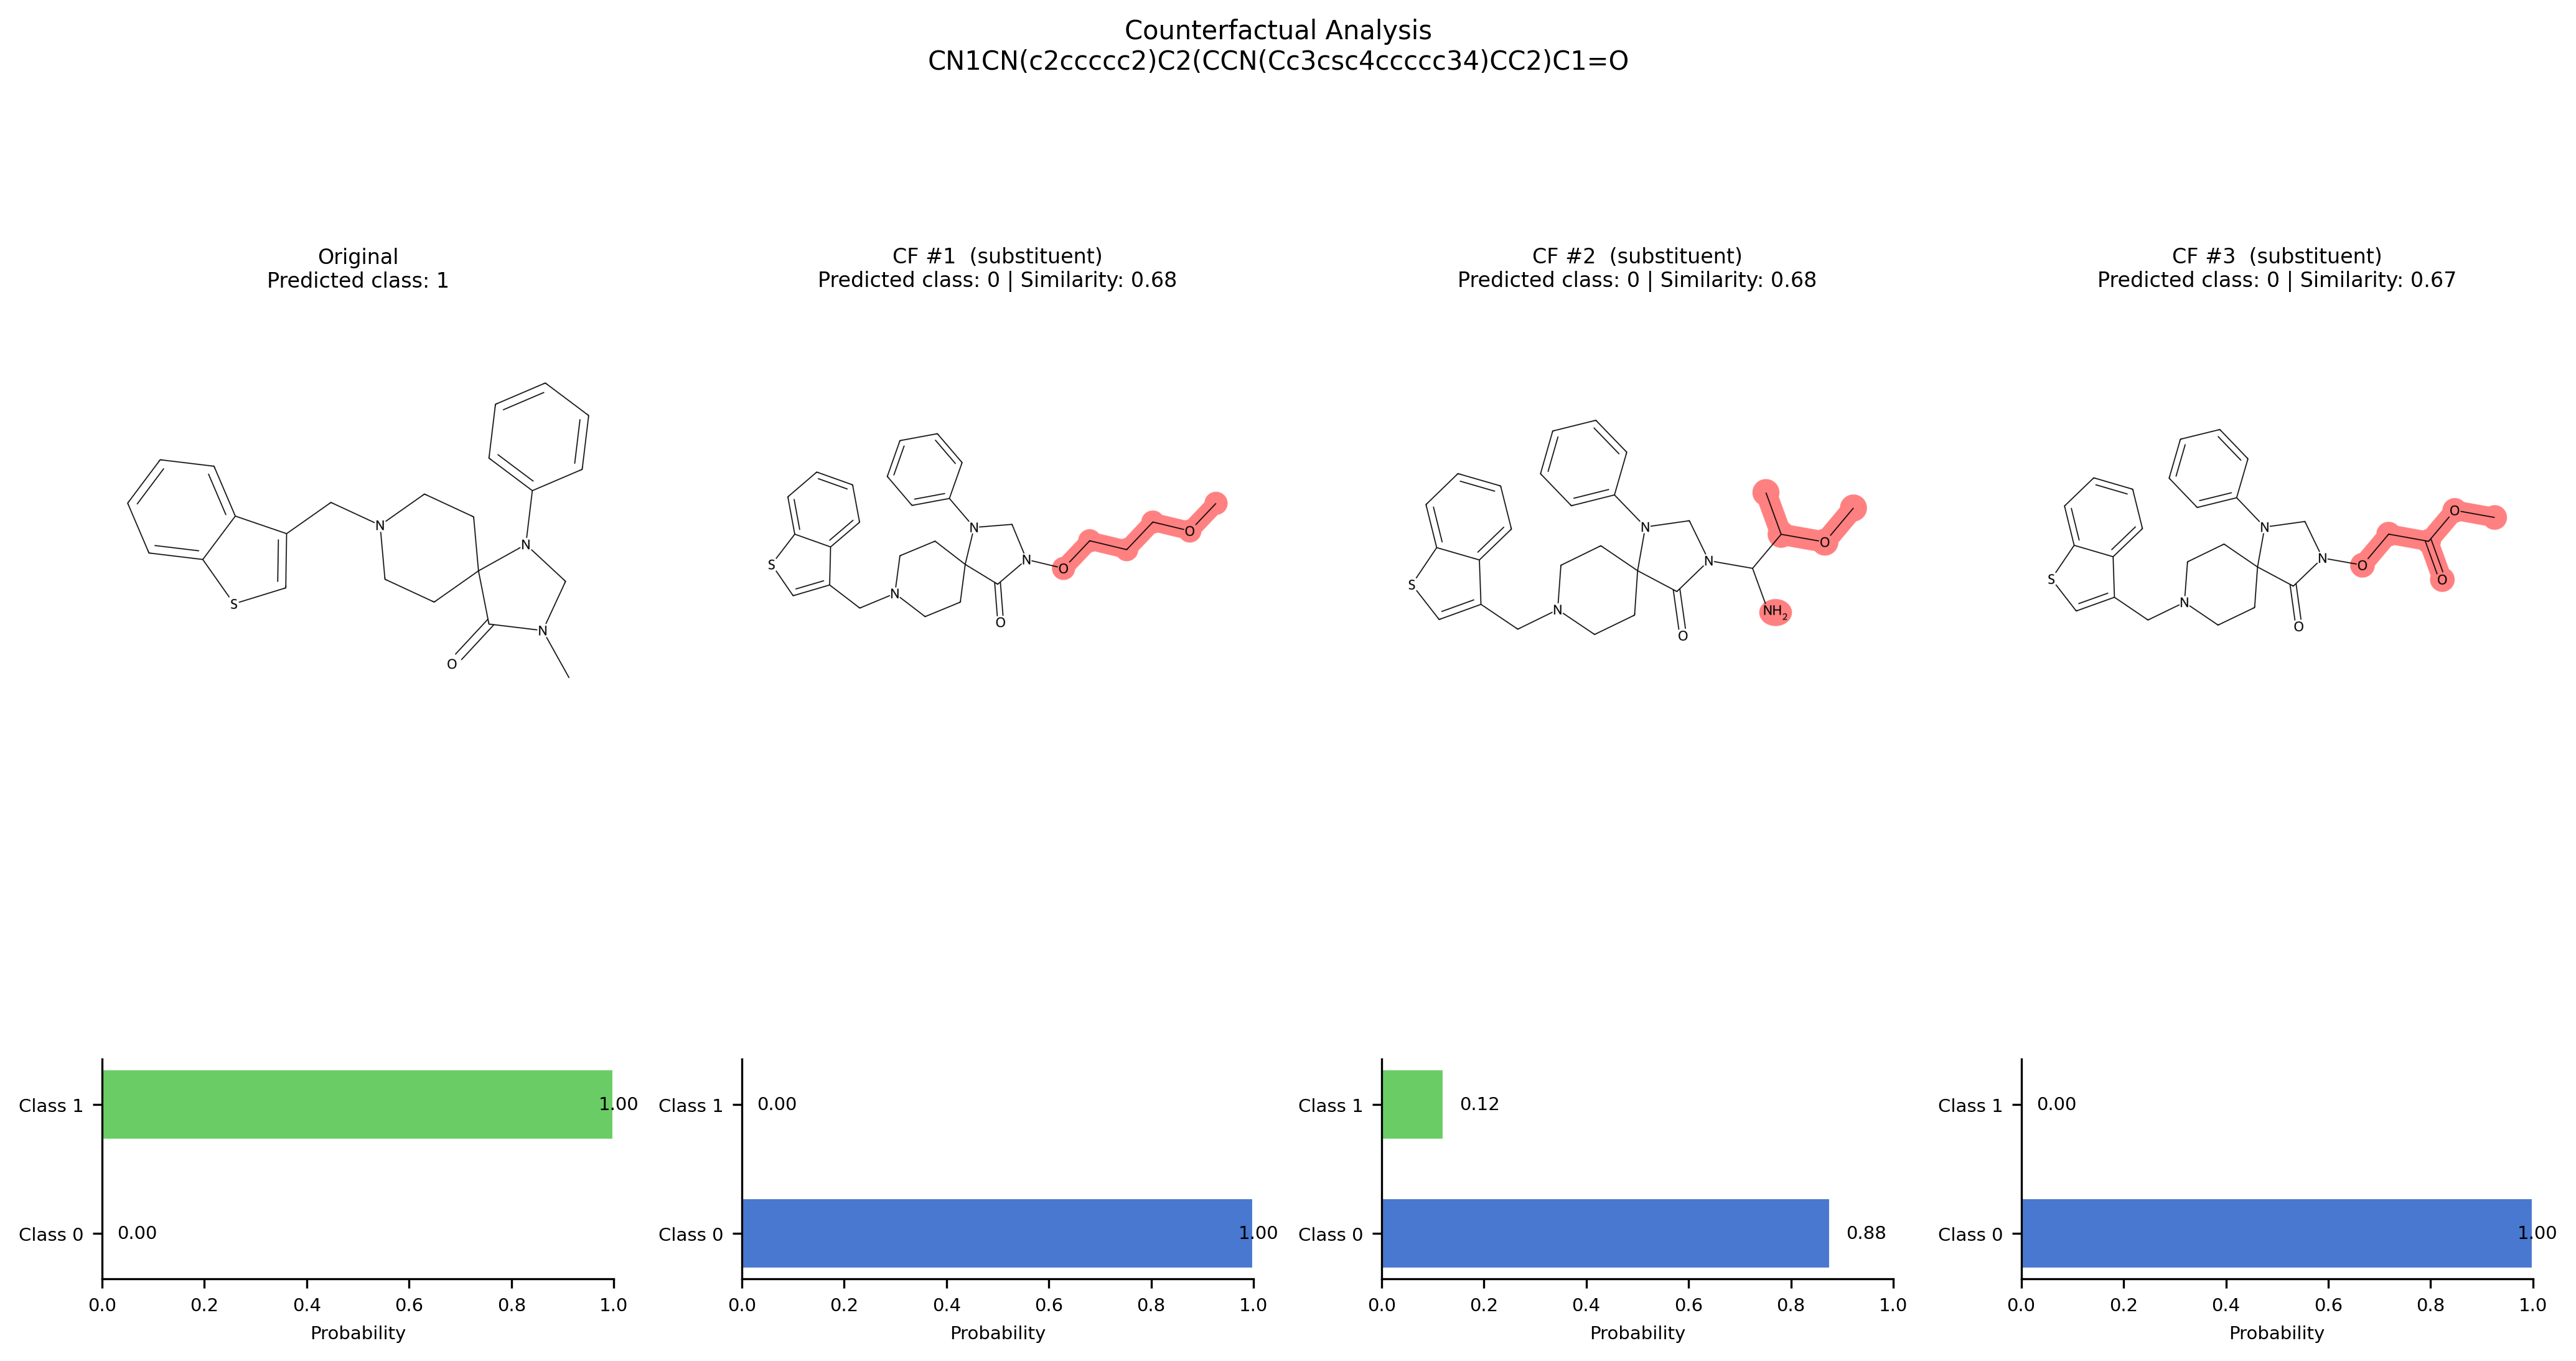 Counterfactual Analysis
CN1CN(c2ccccc2)C2(CCN(Cc3csc4ccccc34)CC2)C1=O
Original
Predicted class: 1
CF #1  (substituent)
Predicted class: 0 | Similarity: 0.68
CF #2  (substituent)
Predicted class: 0 | Similarity: 0.68
CF #3  (substituent)
Predicted class: 0 | Similarity: 0.67
N
N
N
S
O
N
N
N
S
O
O
O
N
N
N
S
O
O
NH2
N
N
N
S
O
O
O
O
Class 1
1.00
Class 0
0.00
0.0 0.2 0.4 0.6 0.8 1.0
Probability
Class 1
0.00
Class 0
1.00
0.0 0.2 0.4 0.6 0.8 1.0
Probability
Class 1
0.12
Class 0
0.88
0.0 0.2 0.4 0.6 0.8 1.0
Probability
Class 1
0.00
Class 0
1.00
0.0 0.2 0.4 0.6 0.8 1.0
Probability